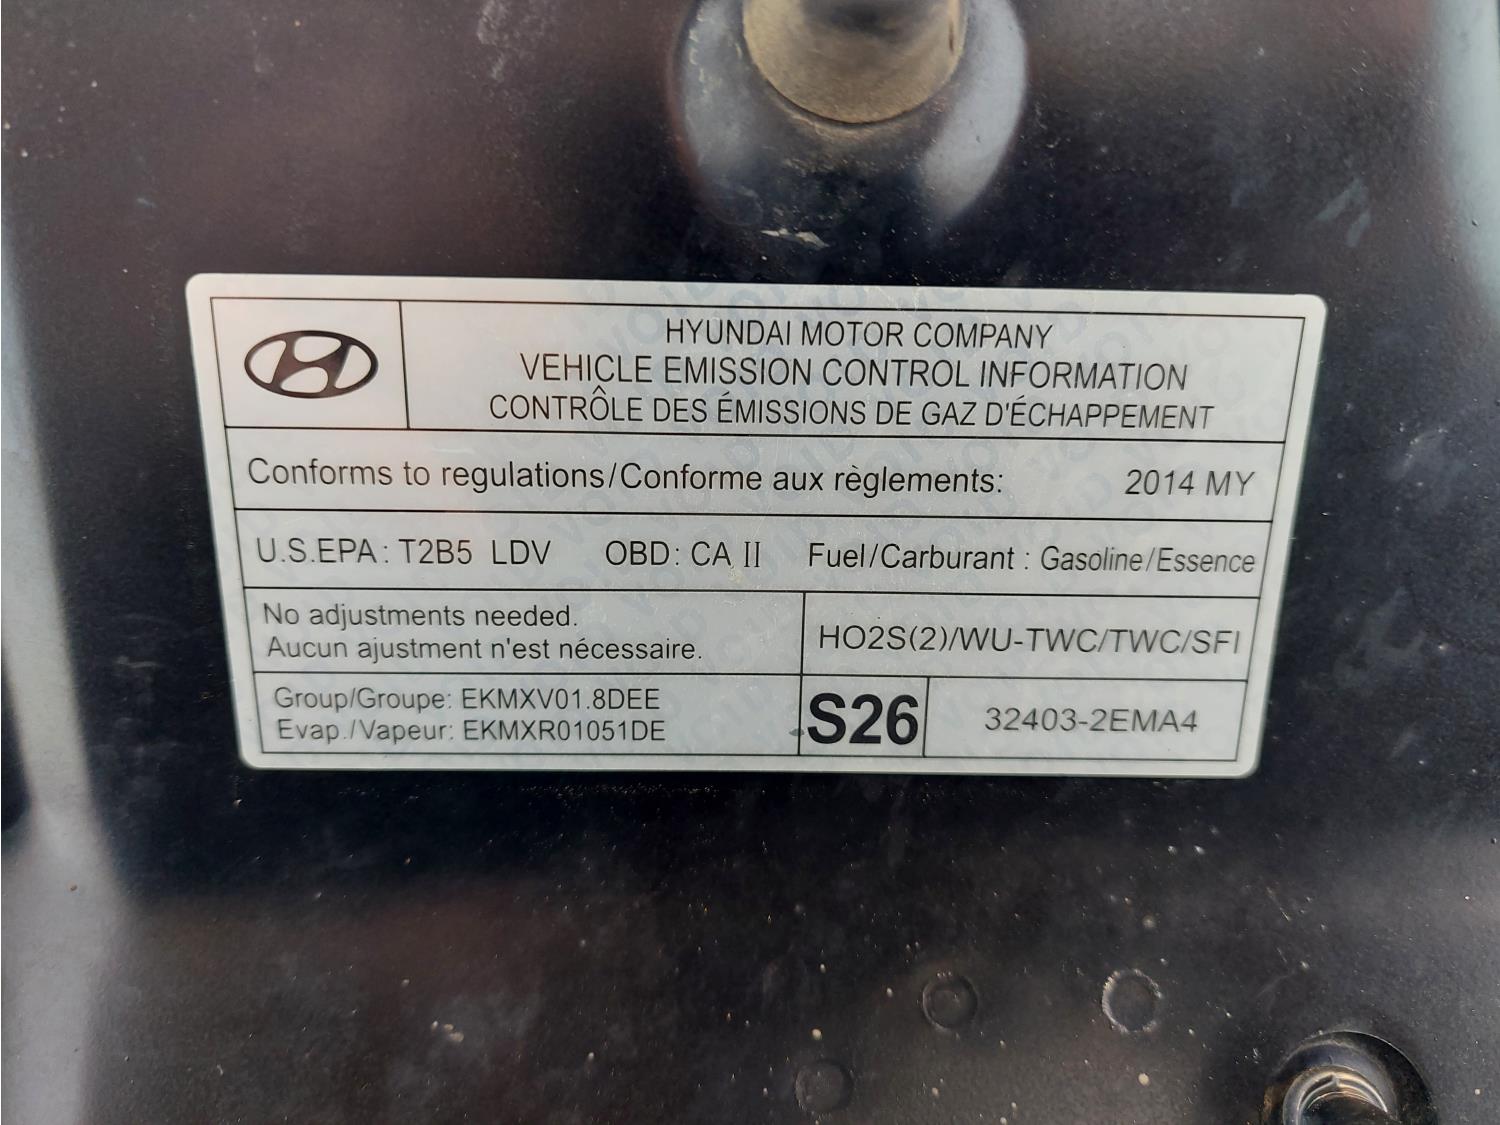 HYUNDAI MOTOR COMPANY
VEHICLE EMISSION CONTROL INFORMATION
CONTRÔLE DES ÉMISSIONS DE GAZ D'ÉCHAPPEMENT
Conforms to regulations/Conforme aux règlements: 2014 MY
U.S.EPA: T2B5 LDV OBD: CA II Fuel/Carburant : Gasoline/Essence
No adjustments needed.
Aucun ajustment n'est nécessaire.
HO2S(2)/WU-TWC/TWC/SFI
Group/Groupe: EKMXV01.8DEE
Evap./Vapeur: EKMXR01051DE
S26
32403-2EMA4